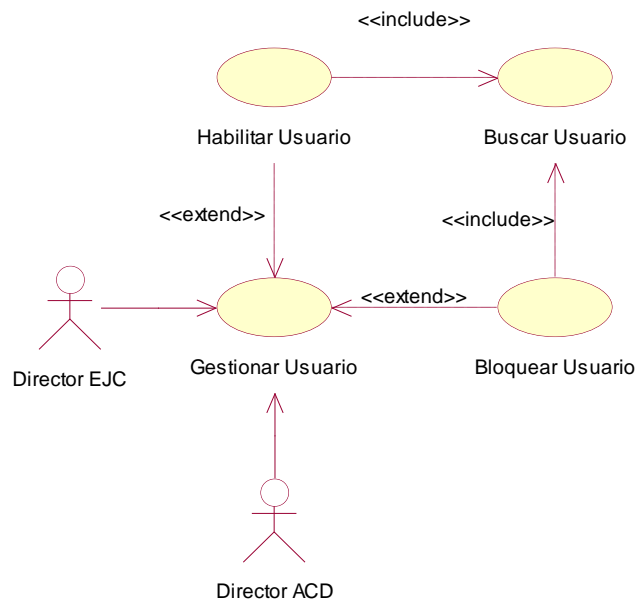 <<include>>
Habilitar Usuario
Buscar Usuario
<<extend>>
<<include>>
<<extend>>
Director EJC
Gestionar Usuario
Bloquear Usuario
Director ACD